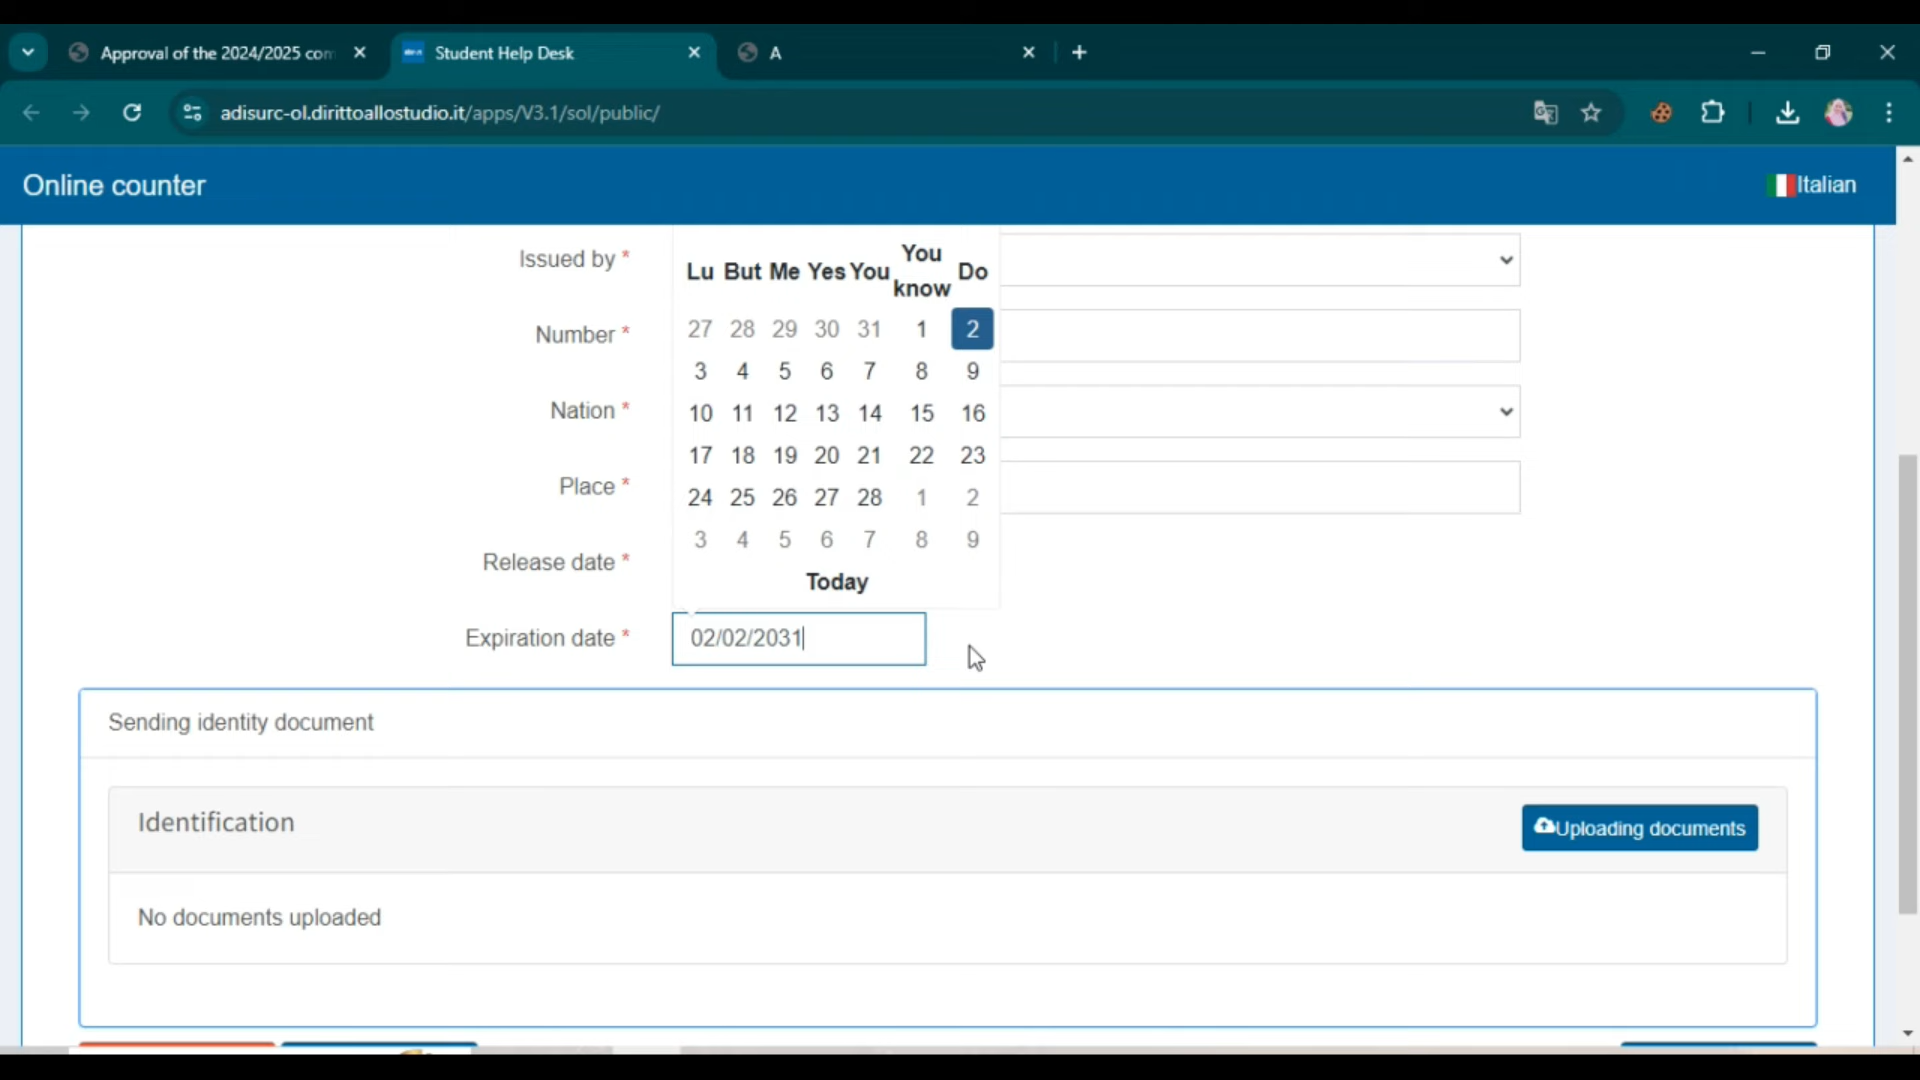 Approval of the 2024/2025 com
Student Help Desk
A
adisurc-ol.dirittoallostudio.it/apps/V3.1/sol/public/
Online counter
Italian
Issued by *
Number *
Nation *
Place *
Release date *
Expiration date *
Lu But Me Yes You You know Do
27 28 29 30 31 1 2
3 4 5 6 7 8 9
10 11 12 13 14 15 16
17 18 19 20 21 22 23
24 25 26 27 28 1 2
3 4 5 6 7 8 9
Today
02/02/2031
Sending identity document
Identification
Uploading documents
No documents uploaded